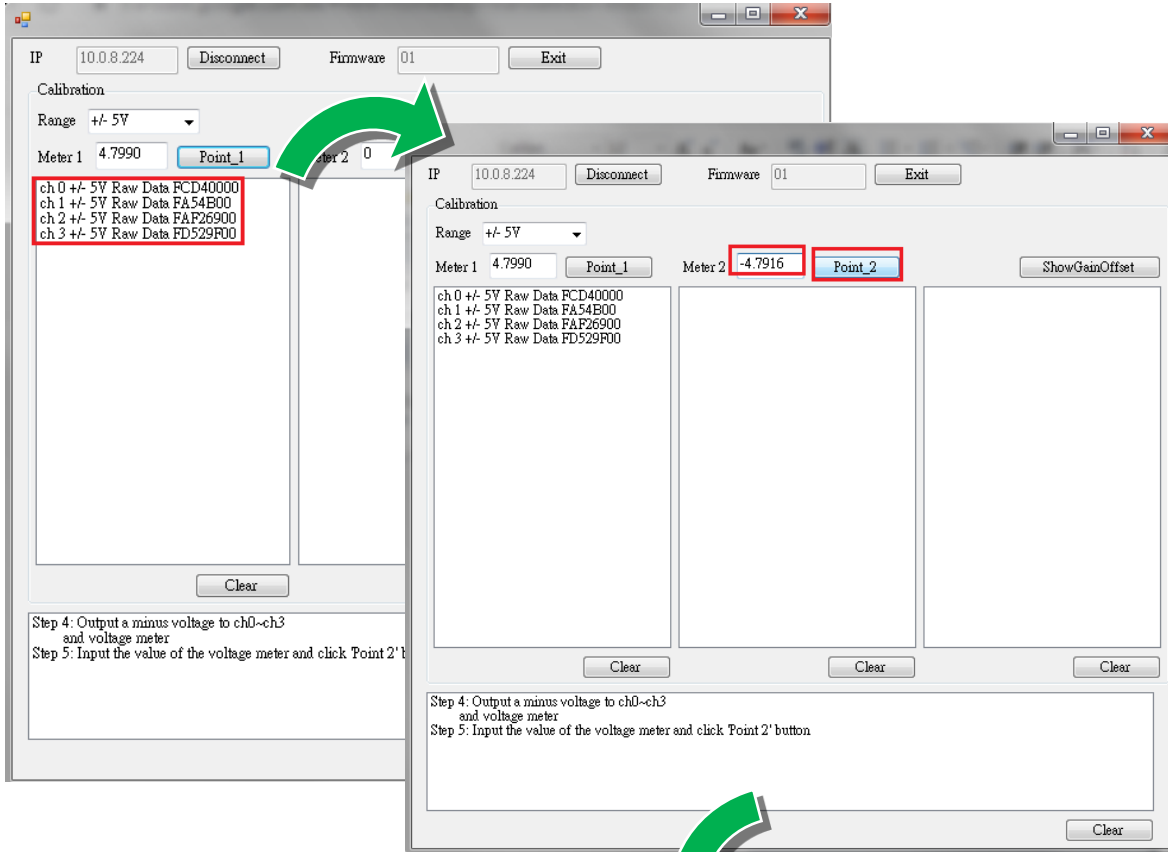 IP 10.0.8.224 Disconnect Firmware 01 Exit
Calibration
Range +/- 5V
Meter 1 4.7990 Point_1 Meter 2 0
ch 0 +/- 5V Raw Data FCD40000
ch 1 +/- 5V Raw Data FA54B00
ch 2 +/- 5V Raw Data FAF26900
ch 3 +/- 5V Raw Data FD529F00
Clear
Step 4: Output a minus voltage to ch0~ch3
and voltage meter
Step 5: Input the value of the voltage meter and click 'Point 2' b
IP 10.0.8.224 Disconnect Firmware 01 Exit
Calibration
Range +/- 5V
Meter 1 4.7990 Point_1 Meter 2 -4.7916 Point_2 ShowGainOffset
ch 0 +/- 5V Raw Data FCD40000
ch 1 +/- 5V Raw Data FA54B00
ch 2 +/- 5V Raw Data FAF26900
ch 3 +/- 5V Raw Data FD529F00
Clear Clear Clear
Step 4: Output a minus voltage to ch0~ch3
and voltage meter
Step 5: Input the value of the voltage meter and click 'Point 2' button
Clear